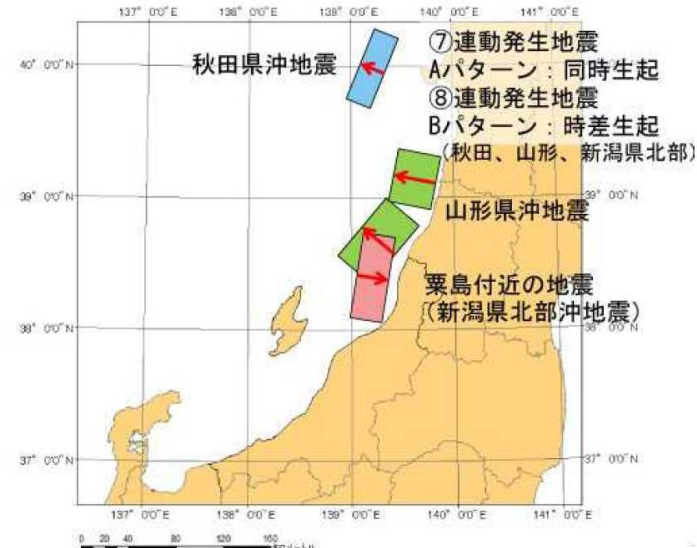 137° 0'0"E
138° 0'0"E
139° 0'0"E
140° 0'0"E
141° 0'0"E
⑦連動発生地震
Aパターン：同時生起
⑧連動発生地震
Bパターン：時差生起
（秋田、山形、新潟県北部）
秋田県沖地震
40° 0'0"N
39° 0'0"N
39° 0'0"N
山形県沖地震
粟島付近の地震
（新潟県北部沖地震）
38° 0'0"N
38° 0'0"N
37° 0'0"N
37° 0'0"N
137° 0'0"E
138° 0'0"E
139° 0'0"E
140° 0'0"E
141° 0'0"E
0 20 40 80 120 160